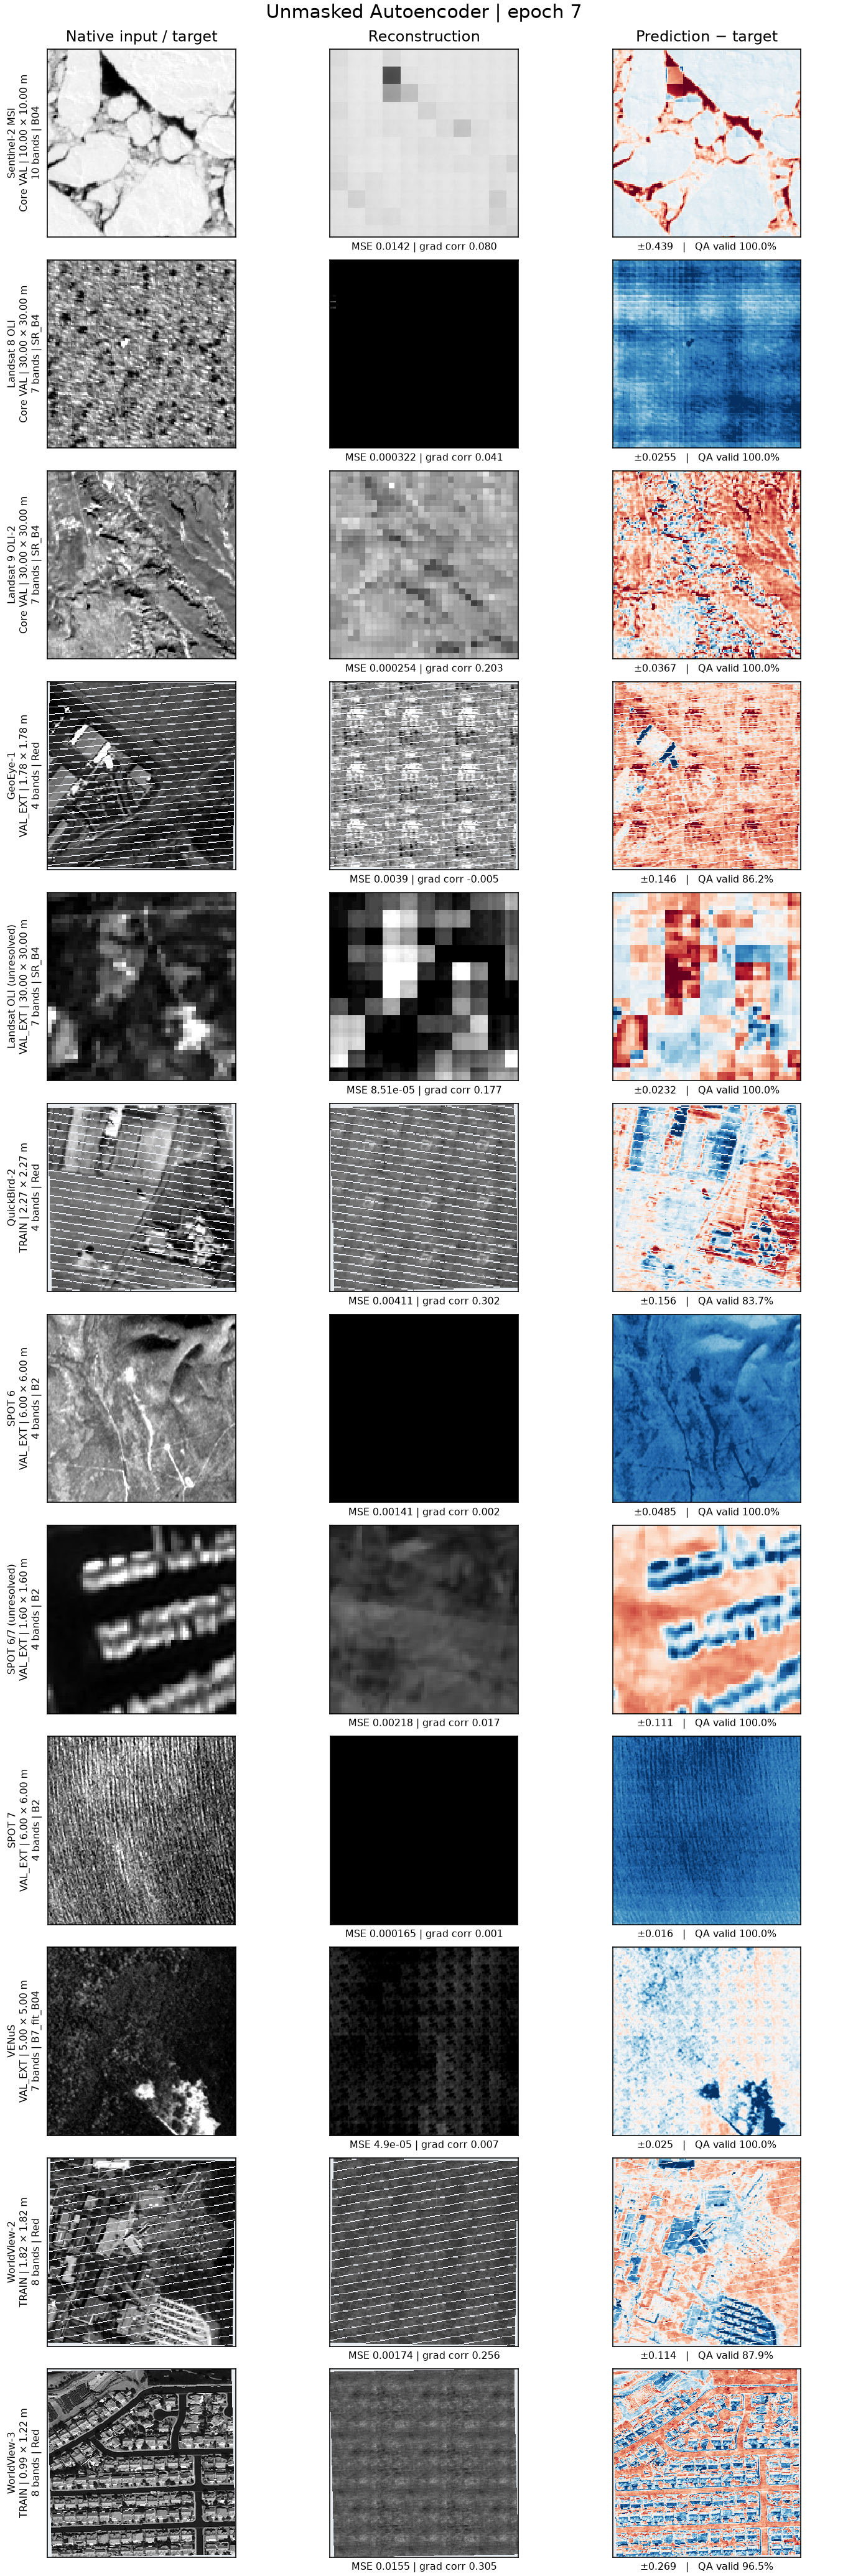 Unmasked Autoencoder | epoch 7
Native input / target
Reconstruction
Prediction − target
Sentinel-2 MSI
Core VAL | 10.00 × 10.00 m
10 bands | B04
MSE 0.0142 | grad corr 0.080
±0.439 | QA valid 100.0%
Landsat 8 OLI
Core VAL | 30.00 × 30.00 m
7 bands | SR_B4
MSE 0.000322 | grad corr 0.041
±0.0255 | QA valid 100.0%
Landsat 9 OLI-2
Core VAL | 30.00 × 30.00 m
7 bands | SR_B4
MSE 0.000254 | grad corr 0.203
±0.0367 | QA valid 100.0%
GeoEye-1
VAL_EXT | 1.78 × 1.78 m
4 bands | Red
MSE 0.0039 | grad corr -0.005
±0.146 | QA valid 86.2%
Landsat OLI (unresolved)
VAL_EXT | 30.00 × 30.00 m
7 bands | SR_B4
MSE 8.51e-05 | grad corr 0.177
±0.0232 | QA valid 100.0%
QuickBird-2
TRAIN | 2.27 × 2.27 m
4 bands | Red
MSE 0.00411 | grad corr 0.302
±0.156 | QA valid 83.7%
SPOT 6
VAL_EXT | 6.00 × 6.00 m
4 bands | B2
MSE 0.00141 | grad corr 0.002
±0.0485 | QA valid 100.0%
SPOT 6/7 (unresolved)
VAL_EXT | 1.60 × 1.60 m
4 bands | B2
MSE 0.00218 | grad corr 0.017
±0.111 | QA valid 100.0%
SPOT 7
VAL_EXT | 6.00 × 6.00 m
4 bands | B2
MSE 0.000165 | grad corr 0.001
±0.016 | QA valid 100.0%
VENuS
VAL_EXT | 5.00 × 5.00 m
7 bands | B7_fit_B04
MSE 4.9e-05 | grad corr 0.007
±0.025 | QA valid 100.0%
WorldView-2
TRAIN | 1.82 × 1.82 m
8 bands | Red
MSE 0.00174 | grad corr 0.256
±0.114 | QA valid 87.9%
WorldView-3
TRAIN | 0.99 × 1.22 m
8 bands | Red
MSE 0.0155 | grad corr 0.305
±0.269 | QA valid 96.5%